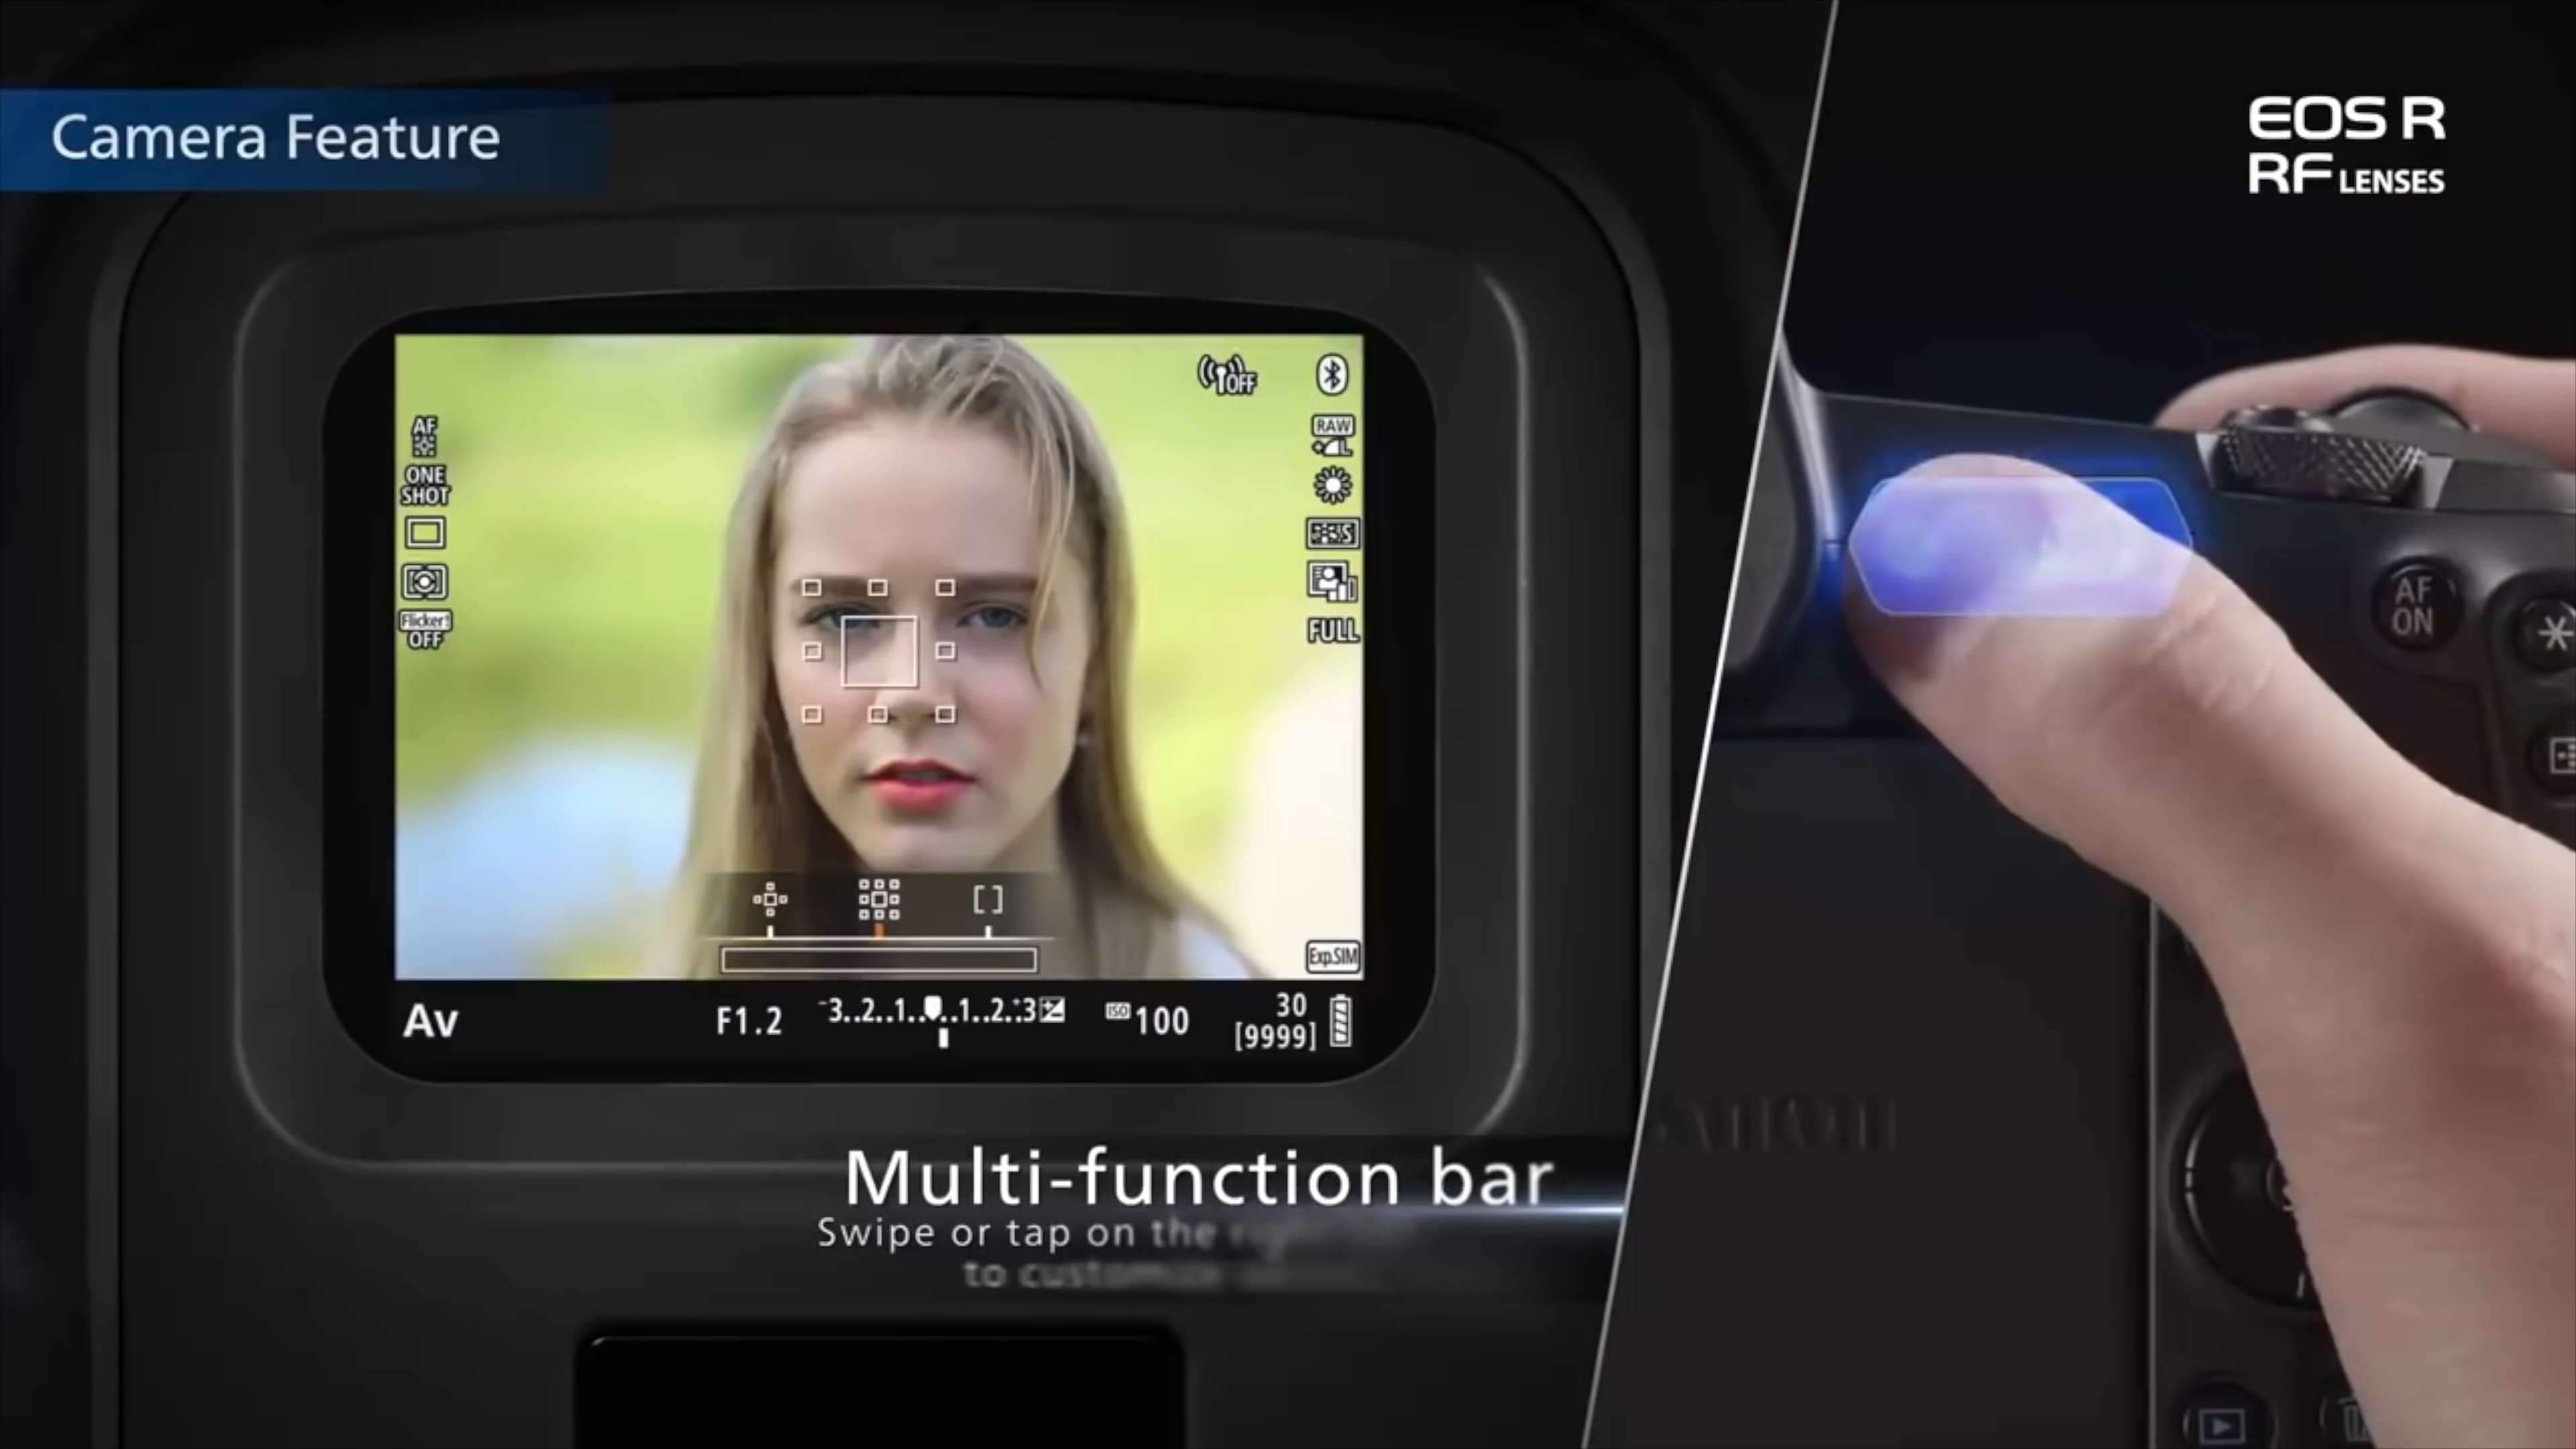 Camera Feature
EOS R
RF LENSES
OFF
AF
ONE
SHOT
Flicker!
OFF
RAW
L
S
FULL
Exp.SIM
Av
F1.2
-3..2..1....1..2..+3
ISO 100
30
[9999]
AF
ON
Multi-function bar
Swipe or tap on the
to customize